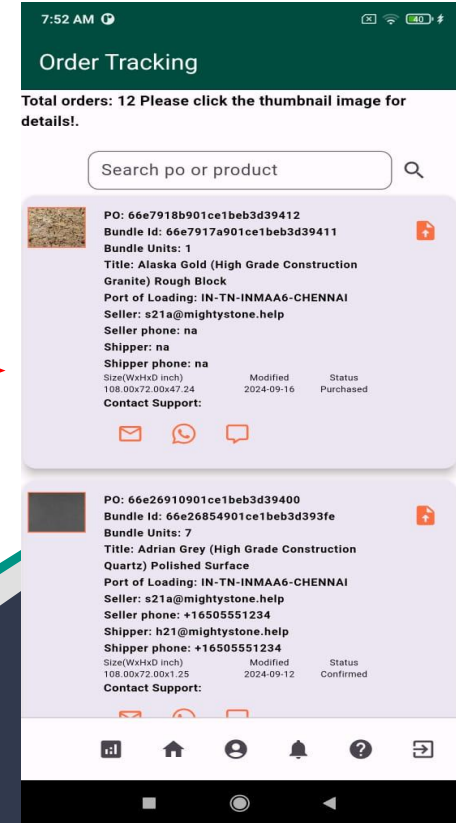 7:52 AM
40
Order Tracking
Total orders: 12 Please click the thumbnail image for
details!.
Search po or product
PO: 66e7918b901ce1beb3d39412
Bundle Id: 66e7917a901ce1beb3d39411
Bundle Units: 1
Title: Alaska Gold (High Grade Construction
Granite) Rough Block
Port of Loading: IN-TN-INMAA6-CHENNAI
Seller: s21a@mightystone.help
Seller phone: na
Shipper: na
Shipper phone: na
Size(WxHxD inch) Modified Status
108.00x72.00x47.24 2024-09-16 Purchased
Contact Support:
PO: 66e26910901ce1beb3d39400
Bundle Id: 66e26854901ce1beb3d393fe
Bundle Units: 7
Title: Adrian Grey (High Grade Construction
Quartz) Polished Surface
Port of Loading: IN-TN-INMAA6-CHENNAI
Seller: s21a@mightystone.help
Seller phone: +16505551234
Shipper: h21@mightystone.help
Shipper phone: +16505551234
Size(WxHxD inch) Modified Status
108.00x72.00x1.25 2024-09-12 Confirmed
Contact Support: